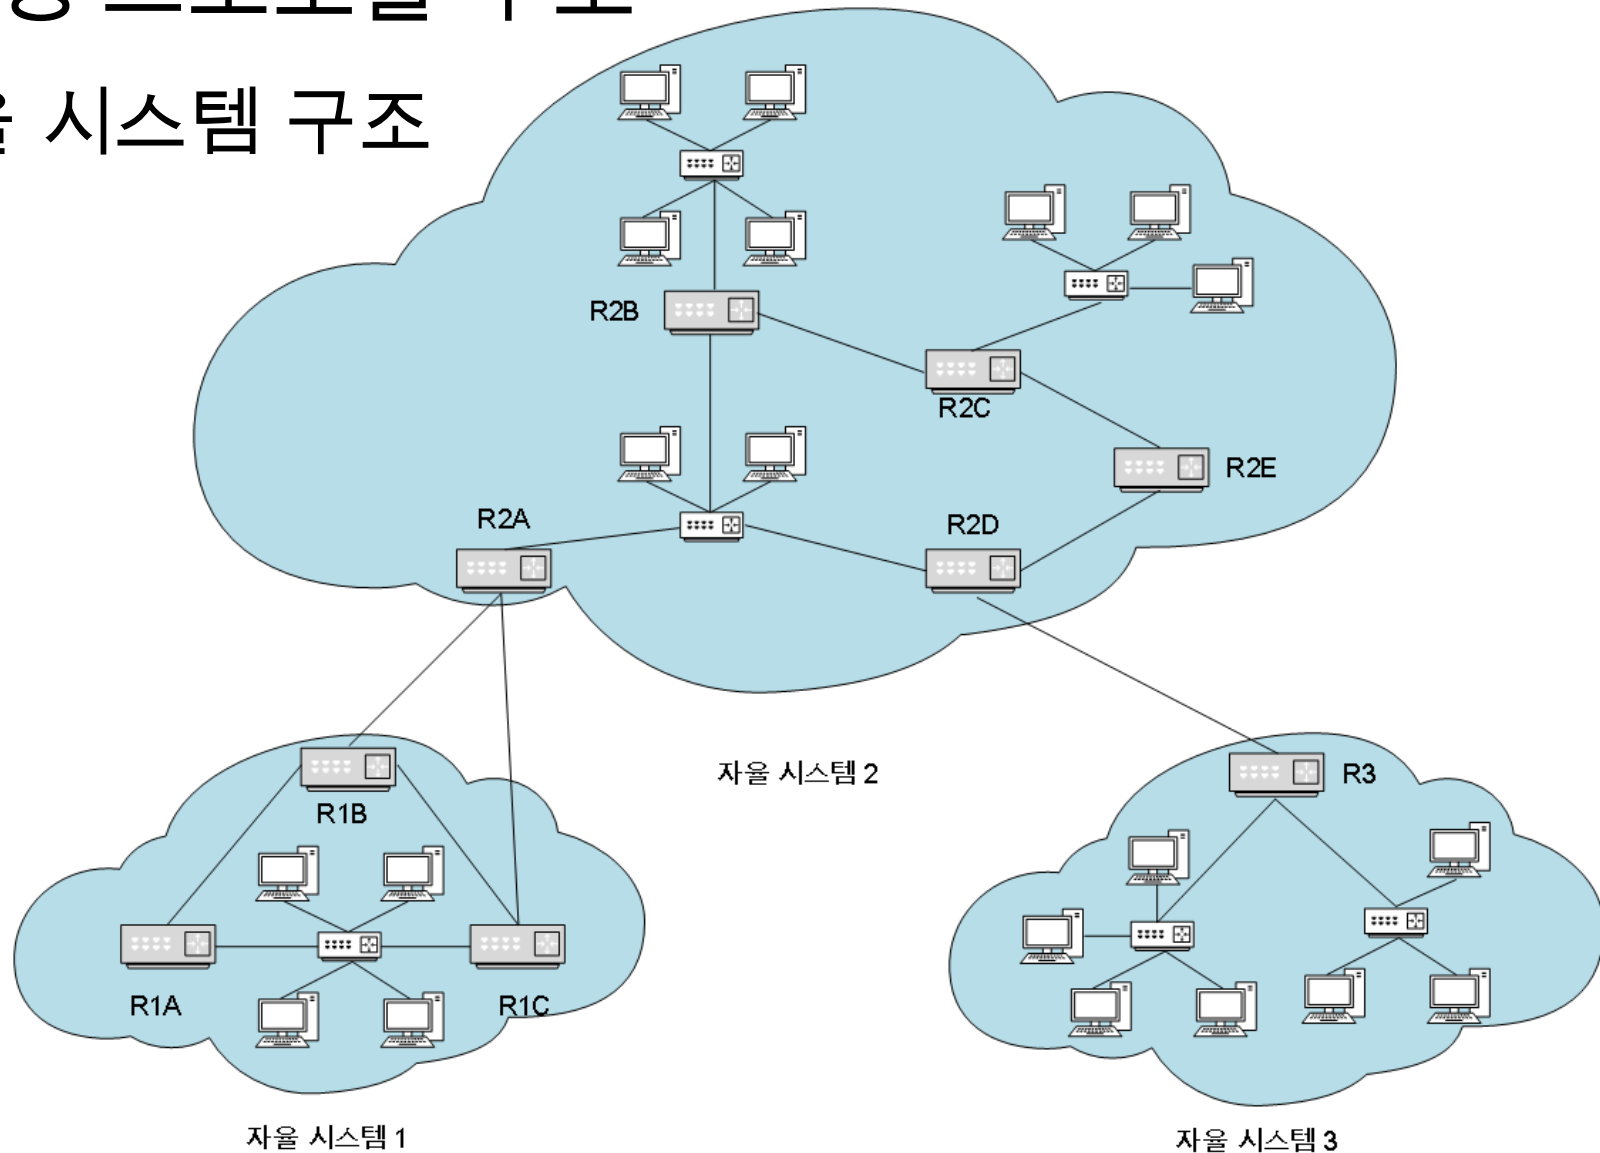 시스템 구조
R2B
R2C
R2E
R2A
R2D
자율 시스템 2
R1B
R3
R1A
R1C
자율 시스템 1
자율 시스템 3